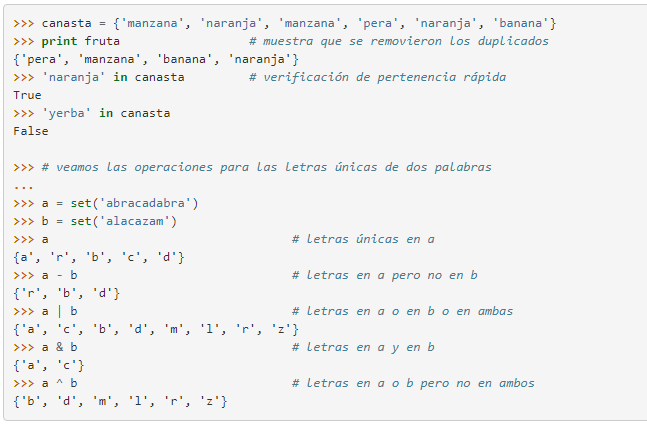 >>> canasta = {'manzana', 'naranja', 'manzana', 'pera', 'naranja', 'banana'}
>>> print fruta                  # muestra que se removieron los duplicados
{'pera', 'manzana', 'banana', 'naranja'}
>>> 'naranja' in canasta         # verificación de pertenencia rápida
True
>>> 'yerba' in canasta
False

>>> # veamos las operaciones para las letras únicas de dos palabras
...
>>> a = set('abracadabra')
>>> b = set('alacazam')
>>> a                                  # letras únicas en a
{a', 'r', 'b', 'c', 'd'}
>>> a - b                              # letras en a pero no en b
{'r', 'b', 'd'}
>>> a | b                              # letras en a o en b o en ambas
{'a', 'c', 'b', 'd', 'm', 'l', 'r', 'z'}
>>> a & b                              # letras en a y en b
{'a', 'c'}
>>> a ^ b                              # letras en a o b pero no en ambos
{'b', 'd', 'm', 'l', 'r', 'z'}